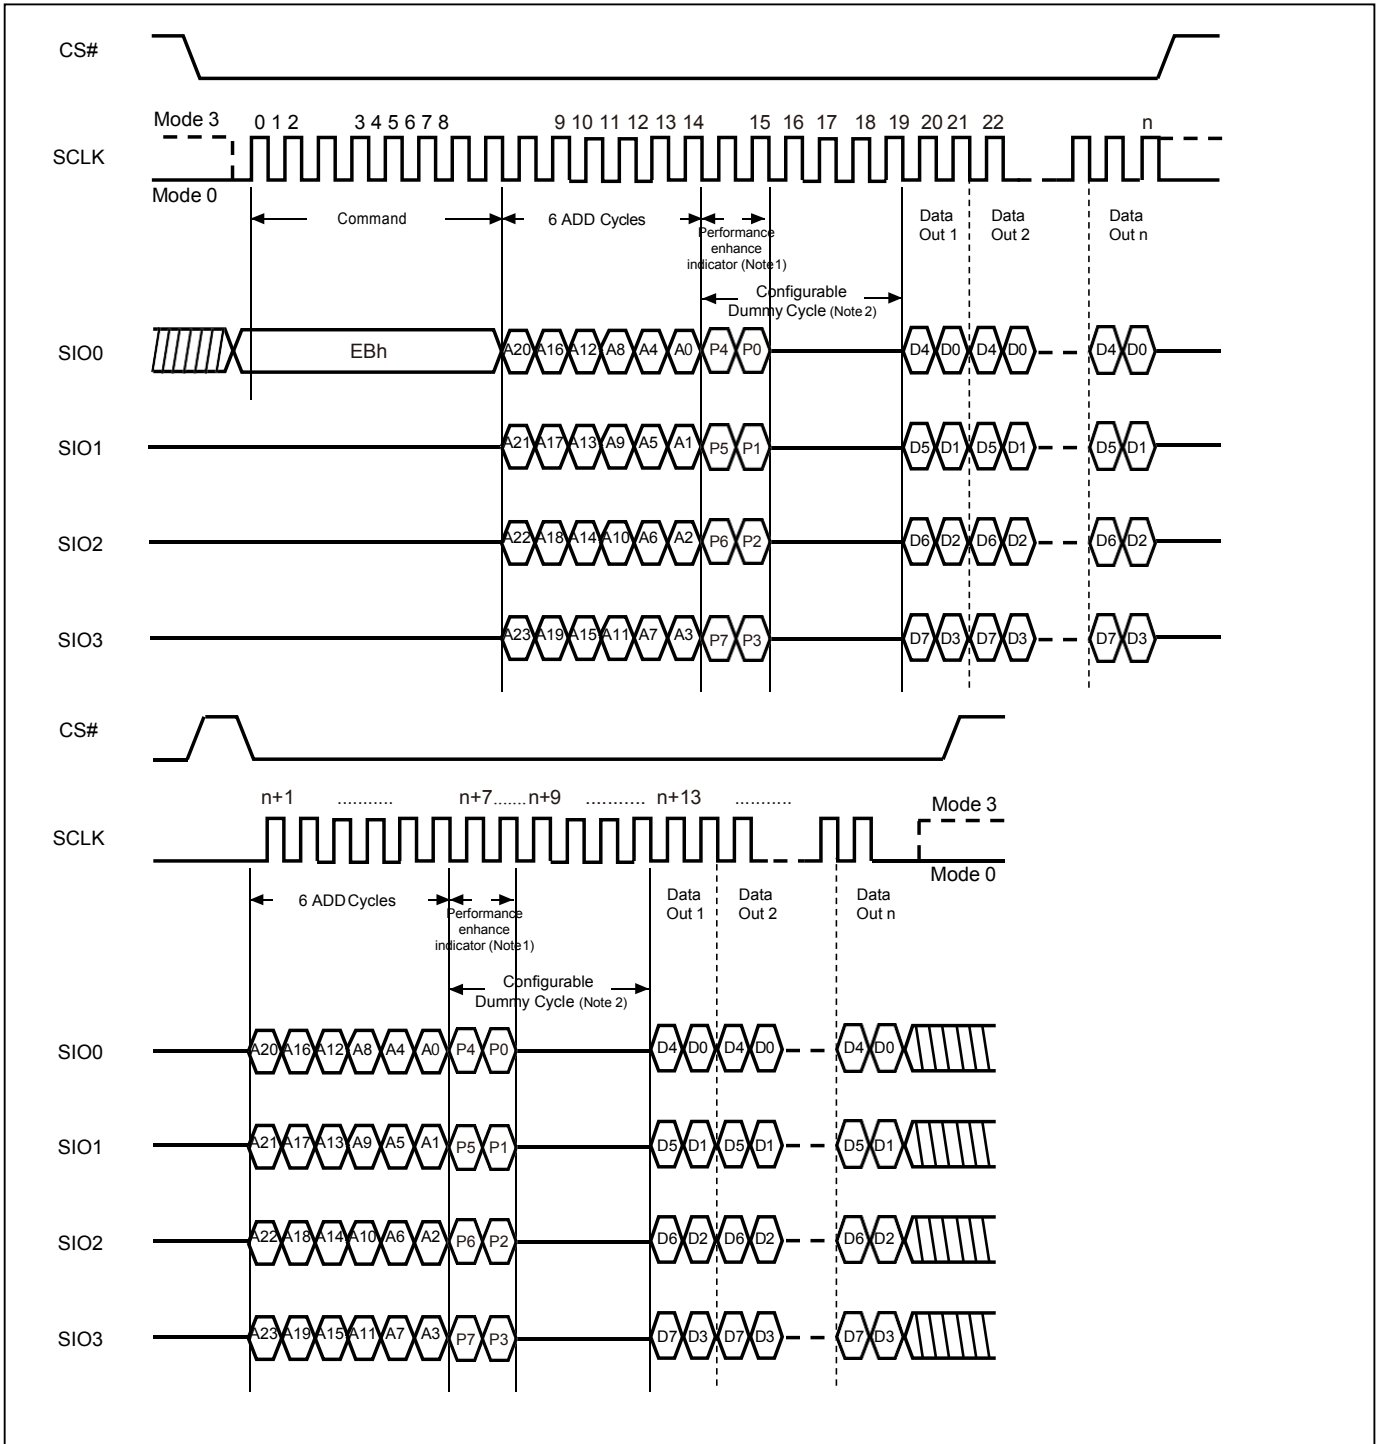 CS#
Mode 3
0 1 2 3 4 5 6 7 8 9 10 11 12 13 14 15 16 17 18 19 20 21 22 n
SCLK
Mode 0
Command
6 ADD Cycles
Performance
enhance
indicator (Note1)
Data
Out 1
Data
Out 2
Data
Out n
Configurable
Dummy Cycle (Note 2)
SIO0 EBh A20 A16 A12 A8 A4 A0 P4 P0 D4 D0 D4 D0 D4 D0
SIO1 A21 A17 A13 A9 A5 A1 P5 P1 D5 D1 D5 D1 D5 D1
SIO2 A22 A18 A14 A10 A6 A2 P6 P2 D6 D2 D6 D2 D6 D2
SIO3 A23 A19 A15 A11 A7 A3 P7 P3 D7 D3 D7 D3 D7 D3
CS#
n+1 ........... n+7.......n+9 ........... n+13 ...........
Mode 3
SCLK
Mode 0
6 ADD Cycles
Performance
enhance
indicator (Note1)
Data
Out 1
Data
Out 2
Data
Out n
Configurable
Dummy Cycle (Note 2)
SIO0 A20 A16 A12 A8 A4 A0 P4 P0 D4 D0 D4 D0 D4 D0
SIO1 A21 A17 A13 A9 A5 A1 P5 P1 D5 D1 D5 D1 D5 D1
SIO2 A22 A18 A14 A10 A6 A2 P6 P2 D6 D2 D6 D2 D6 D2
SIO3 A23 A19 A15 A11 A7 A3 P7 P3 D7 D3 D7 D3 D7 D3